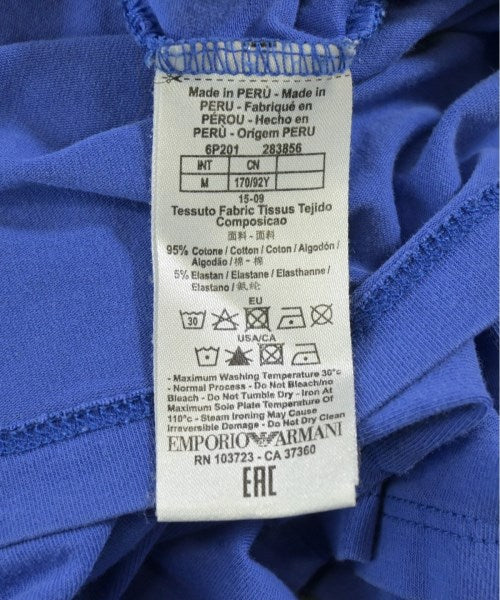 Made in PERÙ - Made in
PERU - Fabriqué en
PÉROU - Hecho en
PERÙ - Origem PERU
6P201 283856
INT CN
M 170/92Y
15-09
Tessuto Fabric Tissus Tejido
Composicao
面料 - 面料
95% Cotone / Cotton / Coton / Algodón /
Algodão / 棉 - 棉
5% Elastan / Elastane / Elasthanne /
Elastano / 氨纶
EU
30
USA/CA
- Maximum Washing Temperature 30°c
- Normal Process - Do Not Bleach/no
Bleach - Do Not Tumble Dry - Iron At
Maximum Sole Plate Temperature Of
110°c - Steam Ironing May Cause
Irreversible Damage - Do Not Dry Clean
EMPORIO ARMANI
RN 103723 - CA 37360
EAC